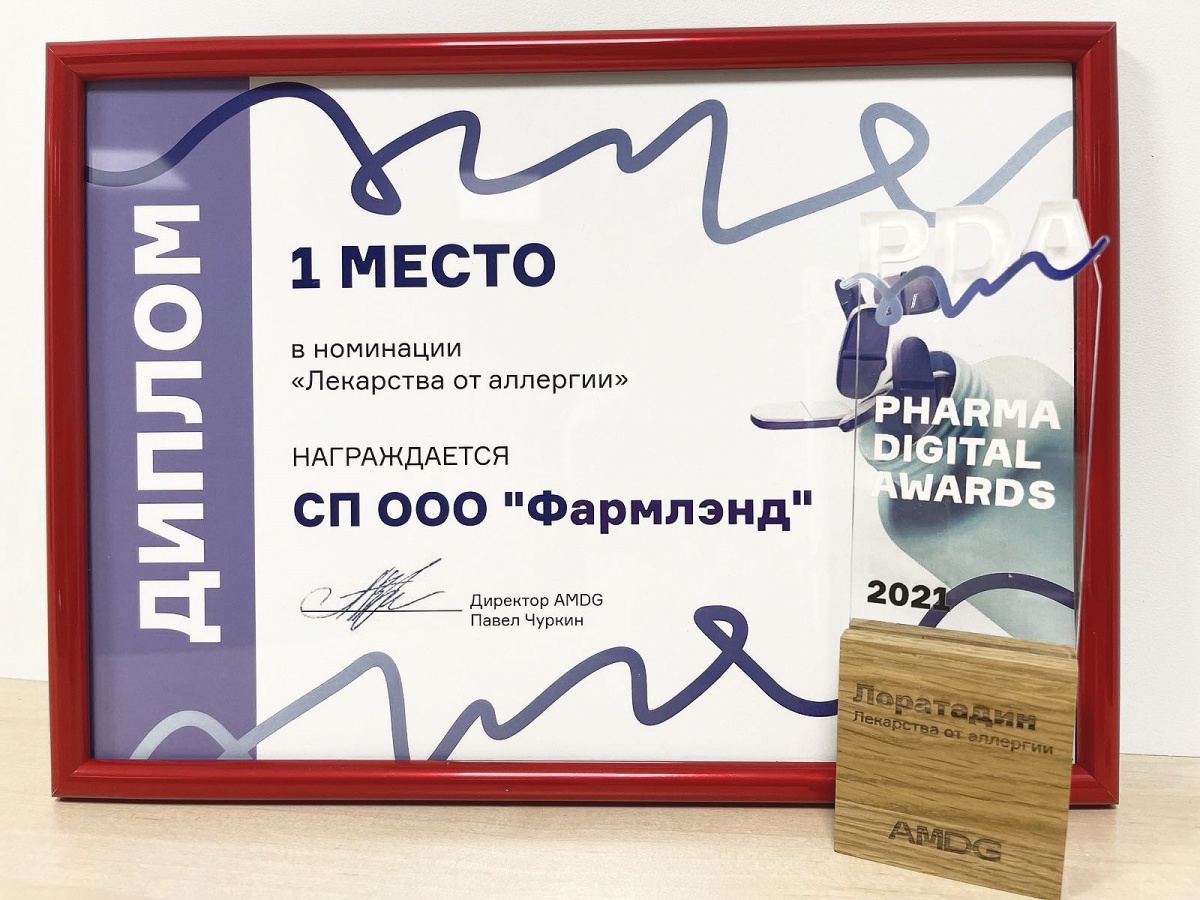 ДИПЛОМ
1 МЕСТО
в номинации
«Лекарства от аллергии»
НАГРАЖДАЕТСЯ
СП ООО "Фармлэнд"
Директор AMDG
Павел Чуркин
PDA
PHARMA
DIGITAL
AWARDS
2021
Лоратадин
Лекарства от аллергии
AMDG